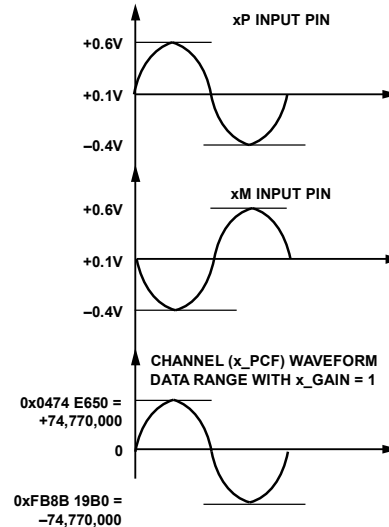 xP INPUT PIN
+0.6V
+0.1V
–0.4V
xM INPUT PIN
+0.6V
+0.1V
–0.4V
CHANNEL (x_PCF) WAVEFORM
DATA RANGE WITH x_GAIN = 1
0x0474 E650 =
+74,770,000
0
0xFB8B 19B0 =
–74,770,000